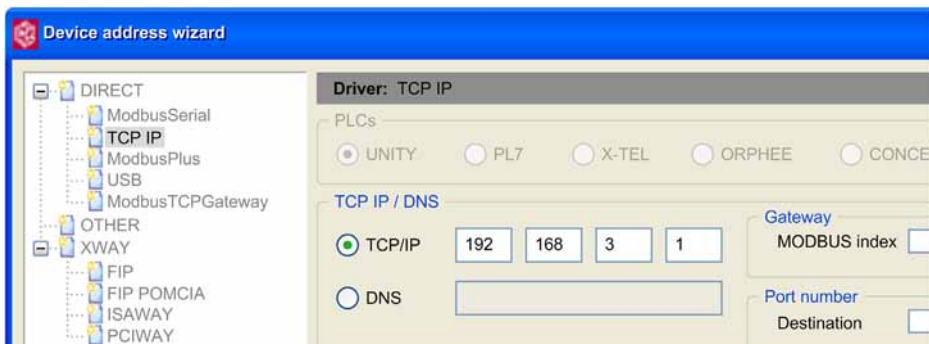 Device address wizard
DIRECT
ModbusSerial
TCP IP
ModbusPlus
USB
ModbusTCPGateway
OTHER
XWAY
FIP
FIP POMCIA
ISAWAY
PCIWAY
Driver: TCP IP
PLCs
UNITY PL7 X-TEL ORPHEE CONCE
TCP IP / DNS
TCP/IP 192 168 3 1
DNS
Gateway
MODBUS index
Port number
Destination